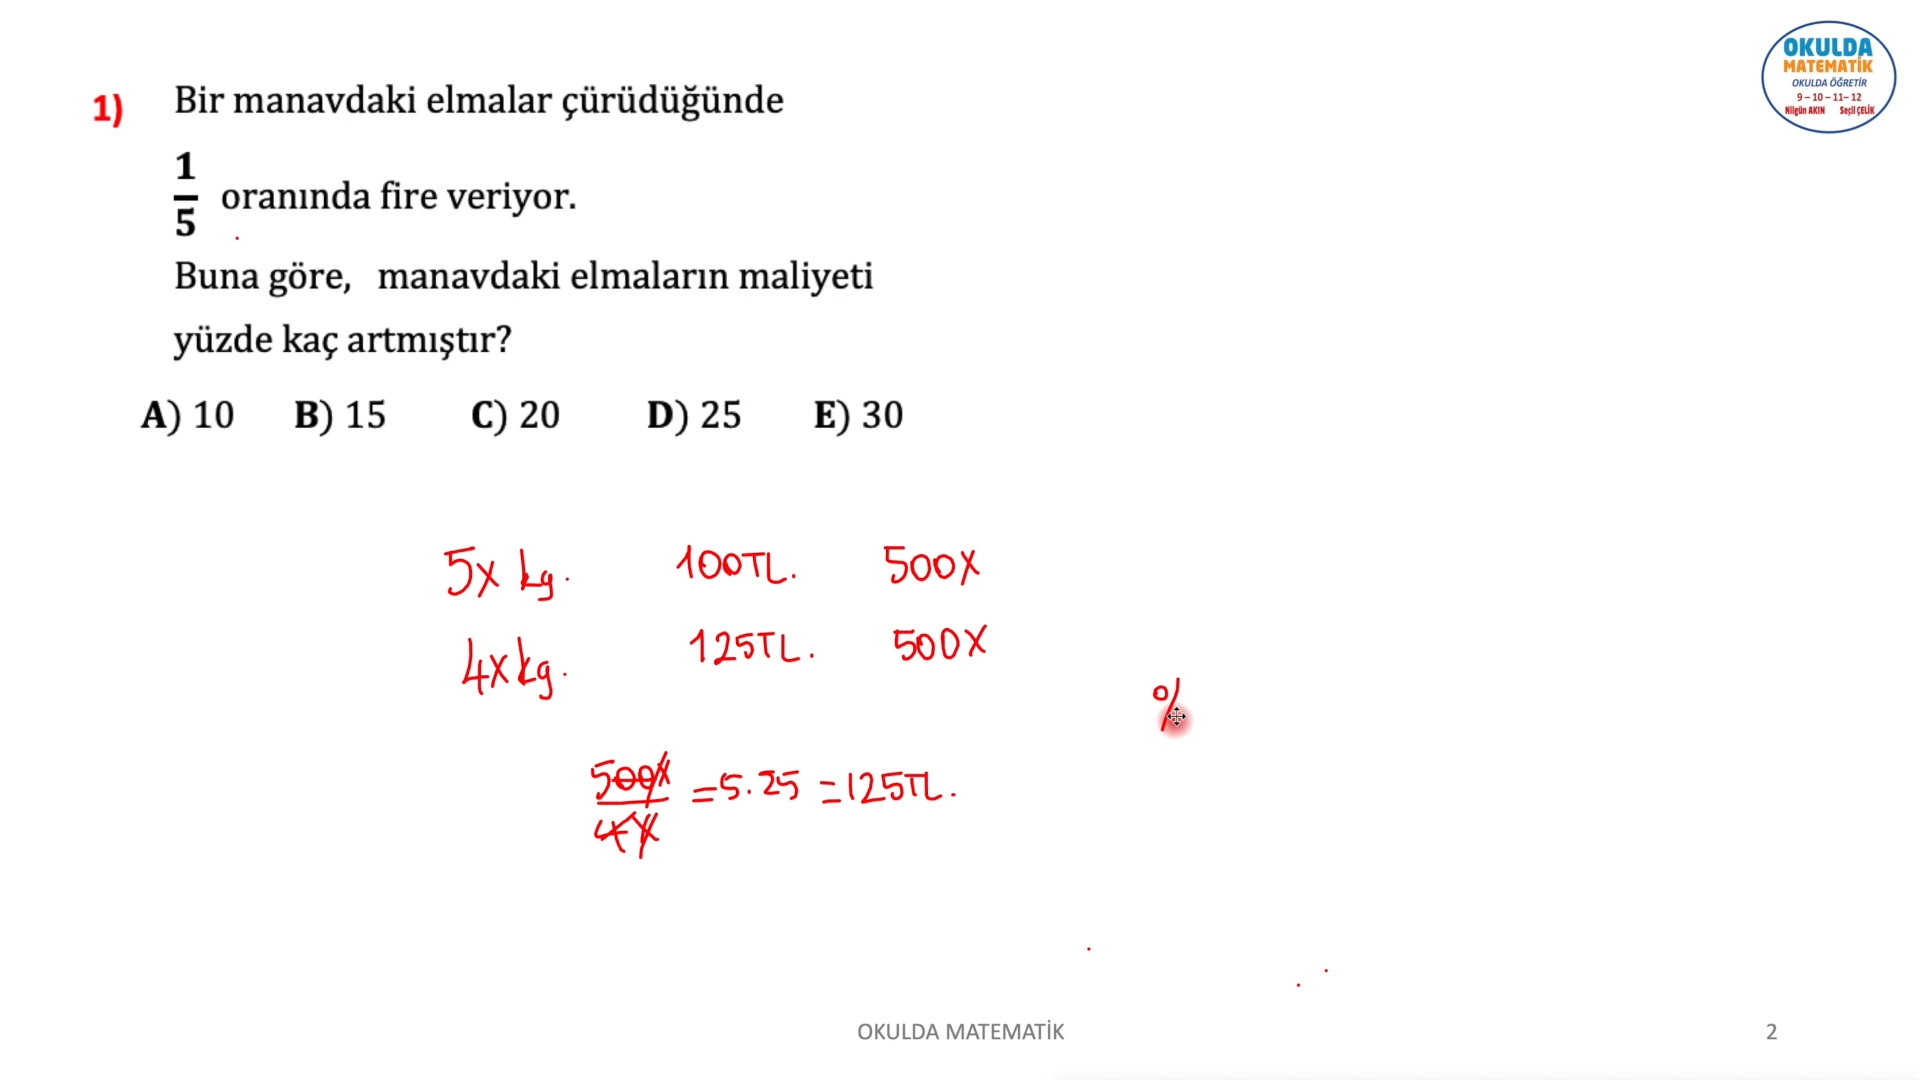 OKULDA
MATEMATİK
OKULDA ÖĞRETİR
9 – 10 – 11– 12
Nilgün AKIN Seçil ÇELİK
1) Bir manavdaki elmalar çürüdüğünde
1/5 oranında fire veriyor.
Buna göre, manavdaki elmaların maliyeti
yüzde kaç artmıştır?
A) 10 B) 15 C) 20 D) 25 E) 30
5x kg. 100TL. 500X
4x kg. 125TL. 500X
%
500x/4x = 5.25 = 125TL.
OKULDA MATEMATİK 2